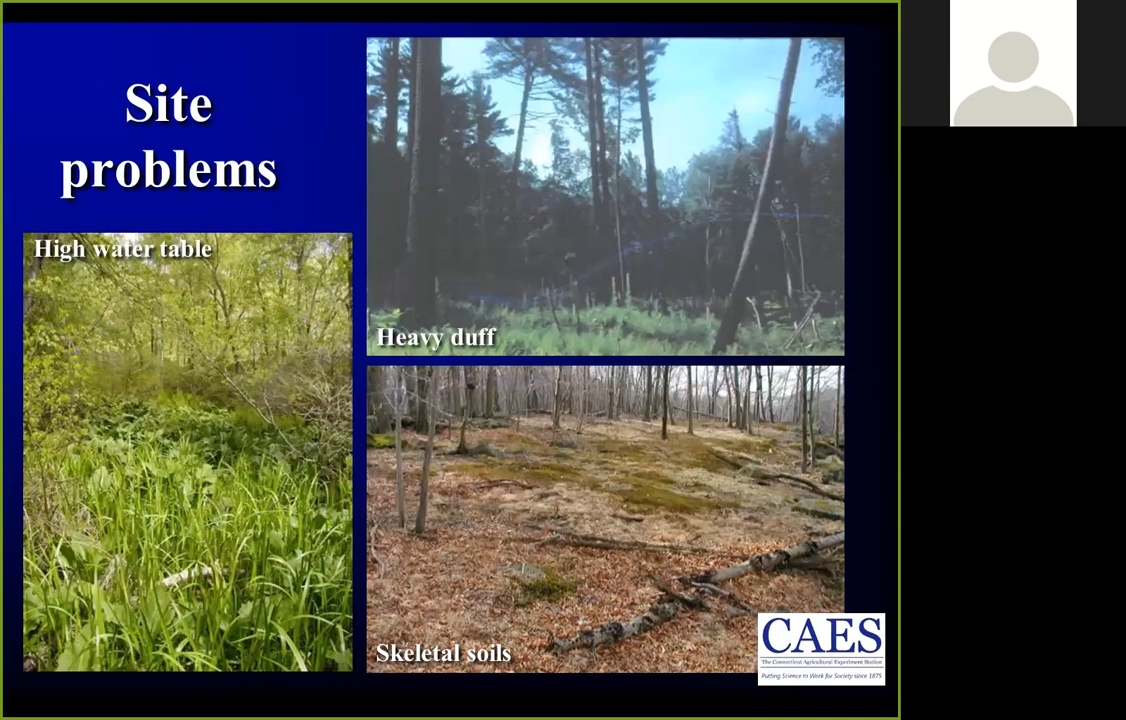 Site
problems
High water table
Heavy duff
Skeletal soils
CAES
The Connecticut Agricultural Experiment Station
Putting Science to Work for Society since 1875